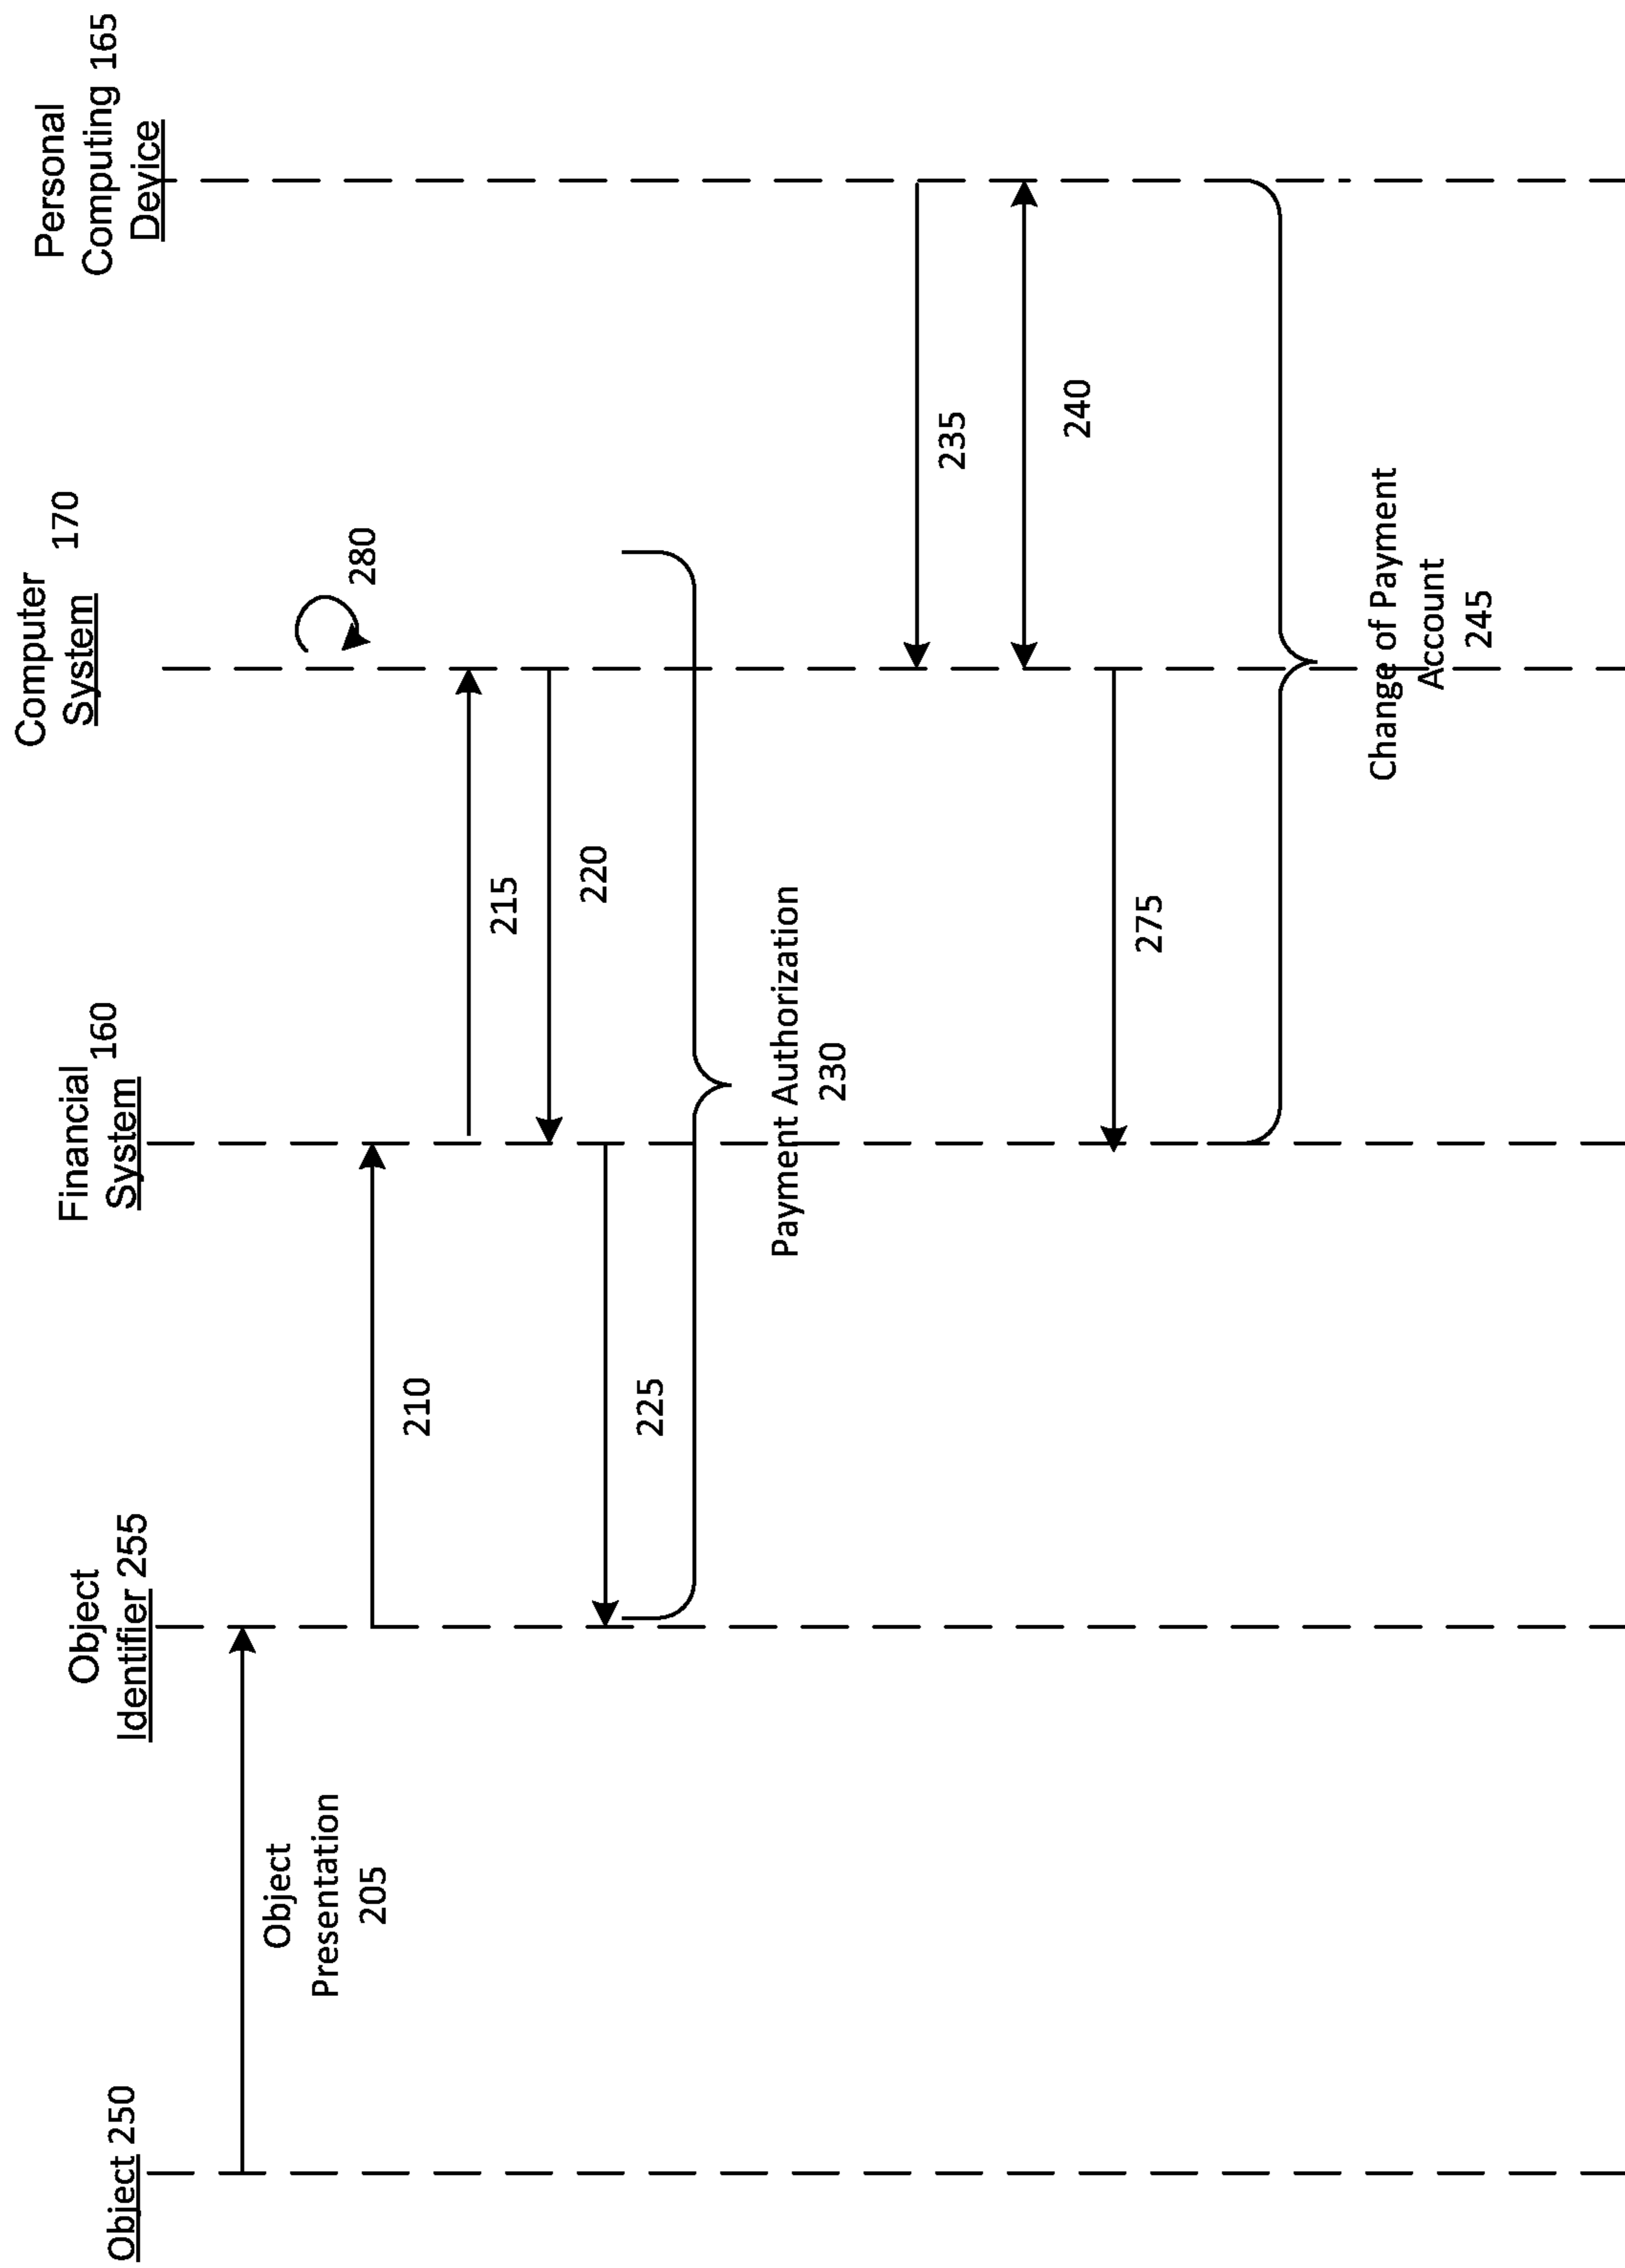 Object 250
Object
Identifier 255
Financial
System 160
Computer
System 170
Personal
Computing 165
Device
Object
Presentation
205
280
210
215
220
225
Payment Authorization
230
235
240
275
Change of Payment
Account
245